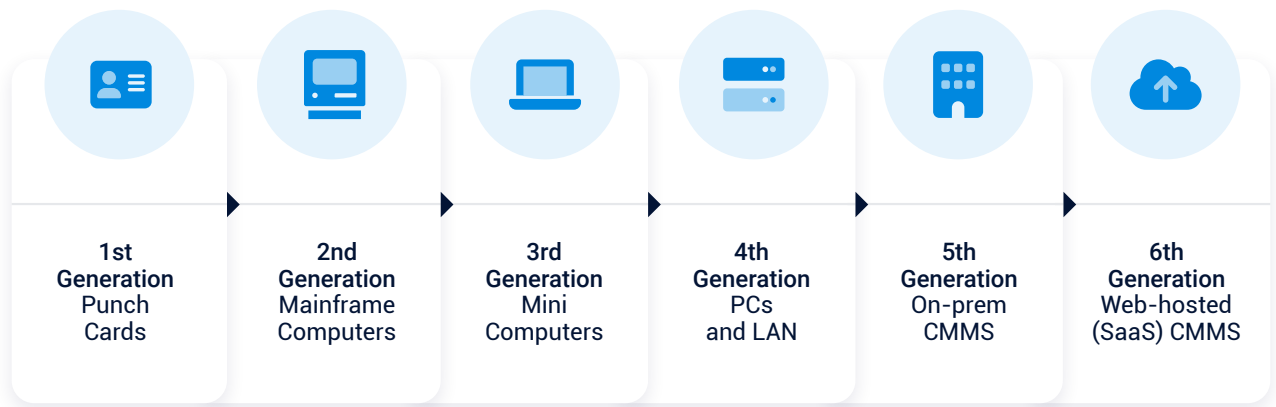 1st
Generation
Punch
Cards
2nd
Generation
Mainframe
Computers
3rd
Generation
Mini
Computers
4th
Generation
PCs
and LAN
5th
Generation
On-prem
CMMS
6th
Generation
Web-hosted
(SaaS) CMMS